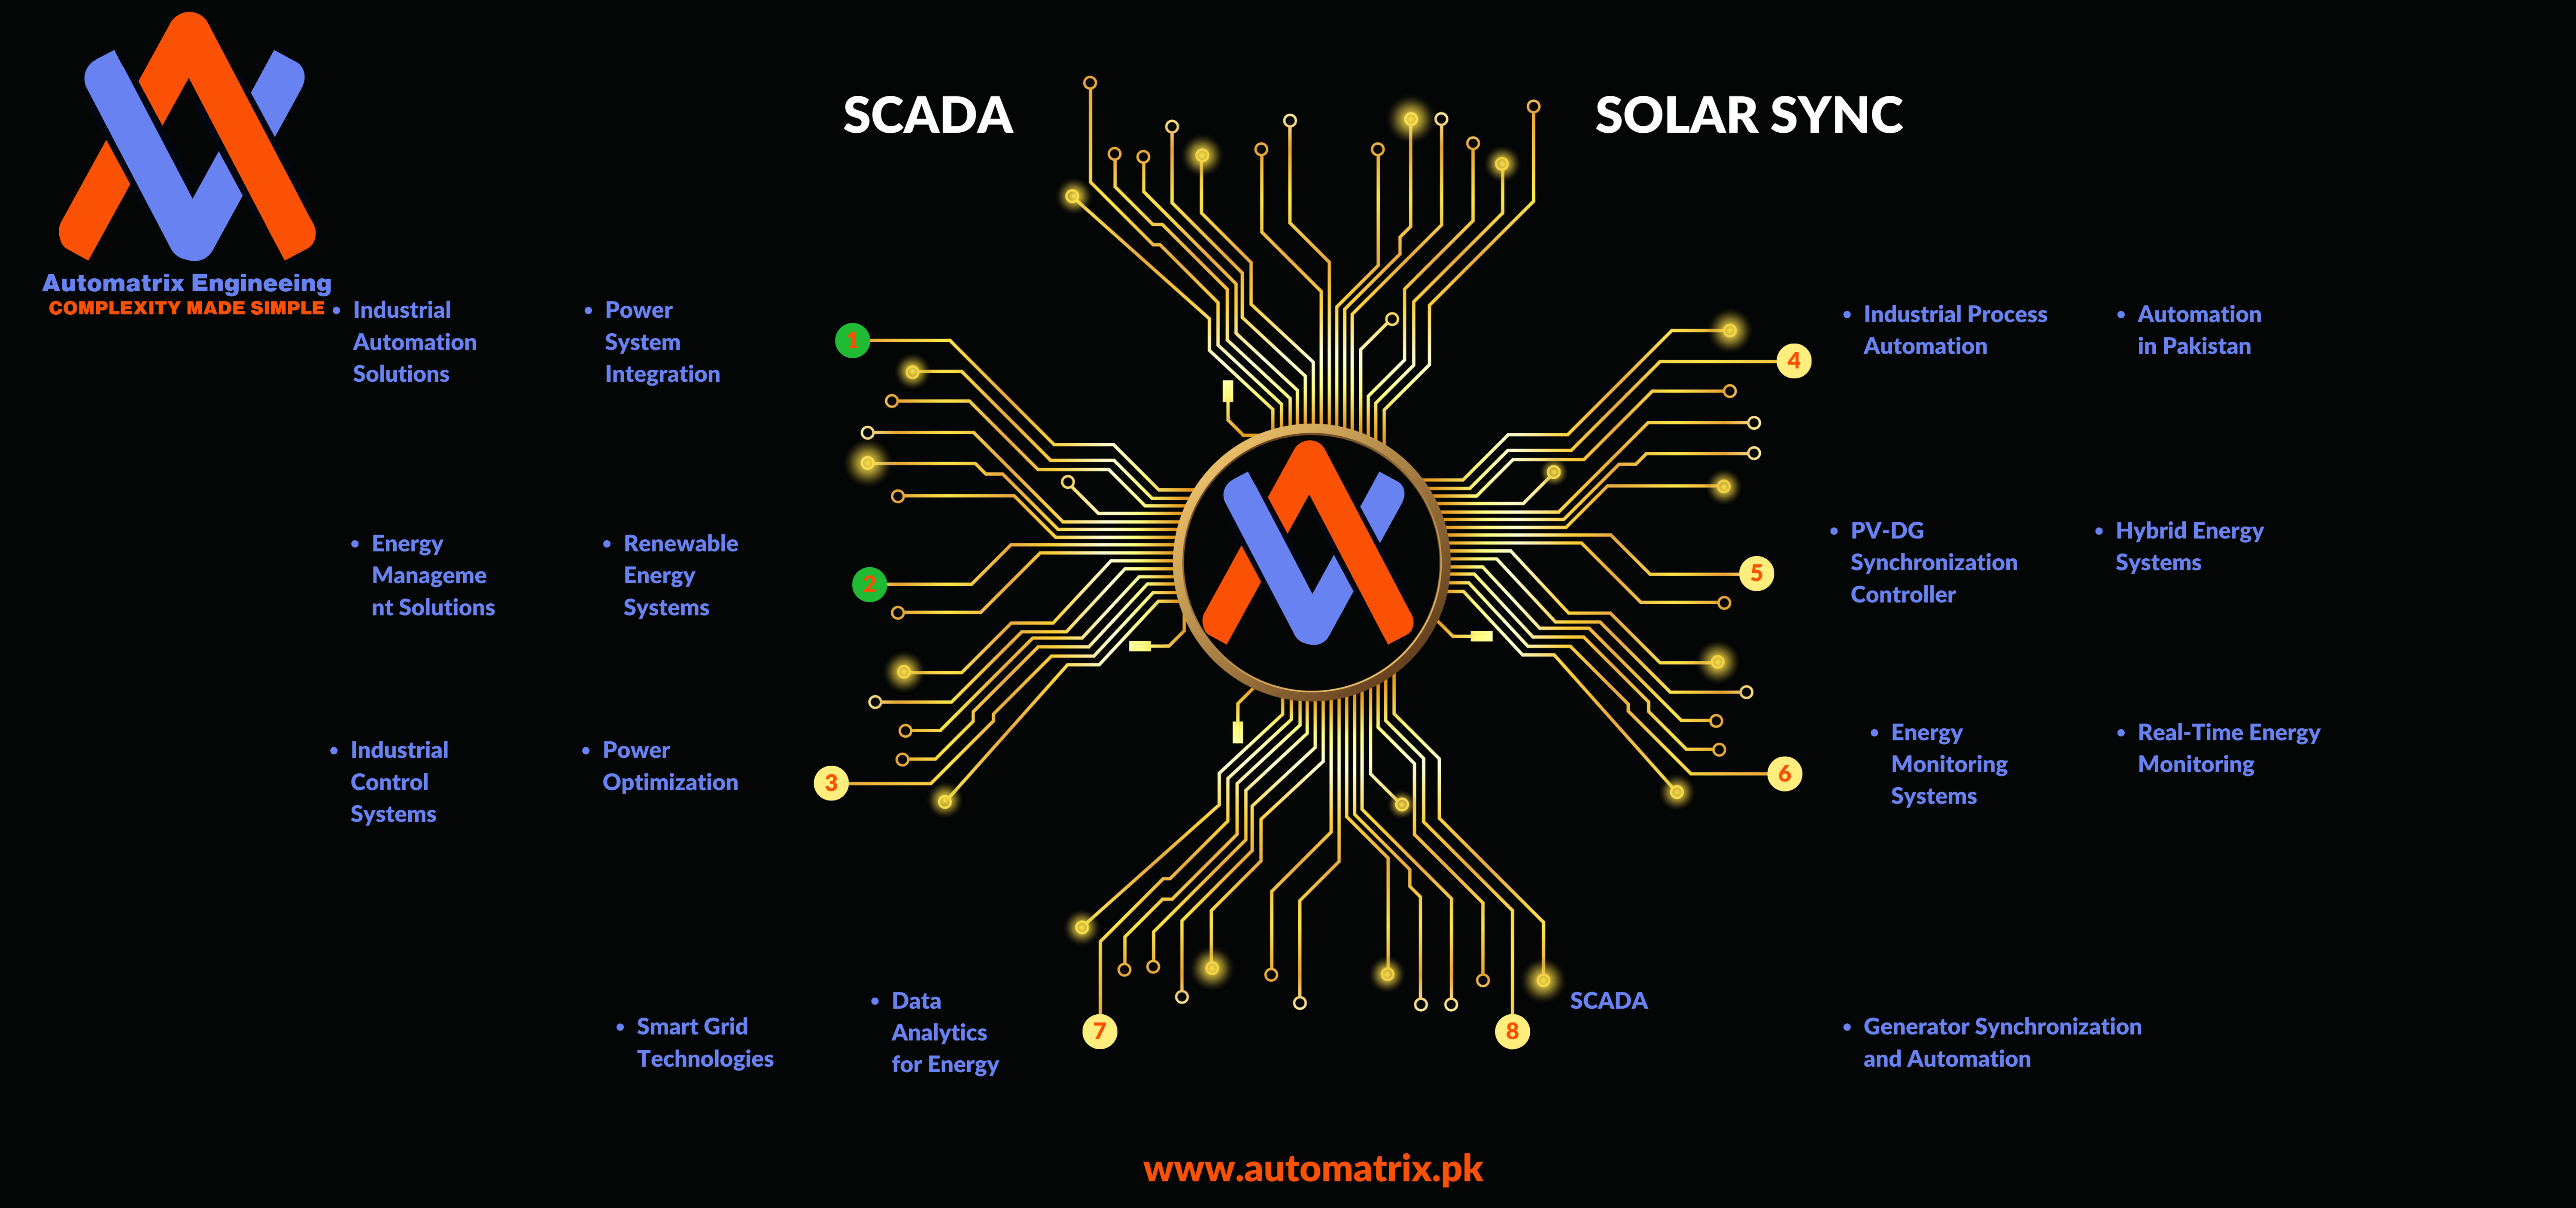 SCADA
SOLAR SYNC
Automatrix Engineeing
COMPLEXITY MADE SIMPLE
• Industrial
Automation
Solutions
• Power
System
Integration
1
4
• Industrial Process
Automation
• Automation
in Pakistan
• Energy
Manageme
nt Solutions
• Renewable
Energy
Systems
2
5
• PV-DG
Synchronization
Controller
• Hybrid Energy
Systems
• Industrial
Control
Systems
• Power
Optimization
3
6
• Energy
Monitoring
Systems
• Real-Time Energy
Monitoring
• Smart Grid
Technologies
• Data
Analytics
for Energy
7
8
SCADA
• Generator Synchronization
and Automation
www.automatrix.pk